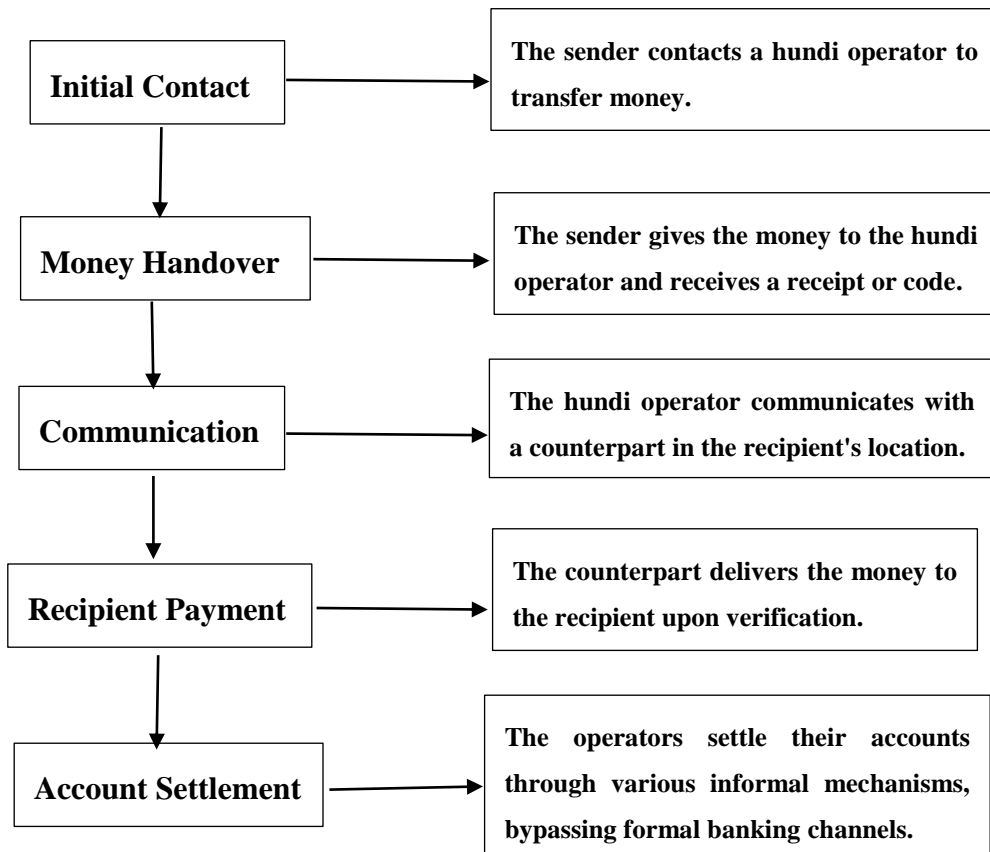 Initial Contact
The sender contacts a hundi operator to
transfer money.
Money Handover
The sender gives the money to the hundi
operator and receives a receipt or code.
Communication
The hundi operator communicates with
a counterpart in the recipient's location.
Recipient Payment
The counterpart delivers the money to
the recipient upon verification.
Account Settlement
The operators settle their accounts
through various informal mechanisms,
bypassing formal banking channels.